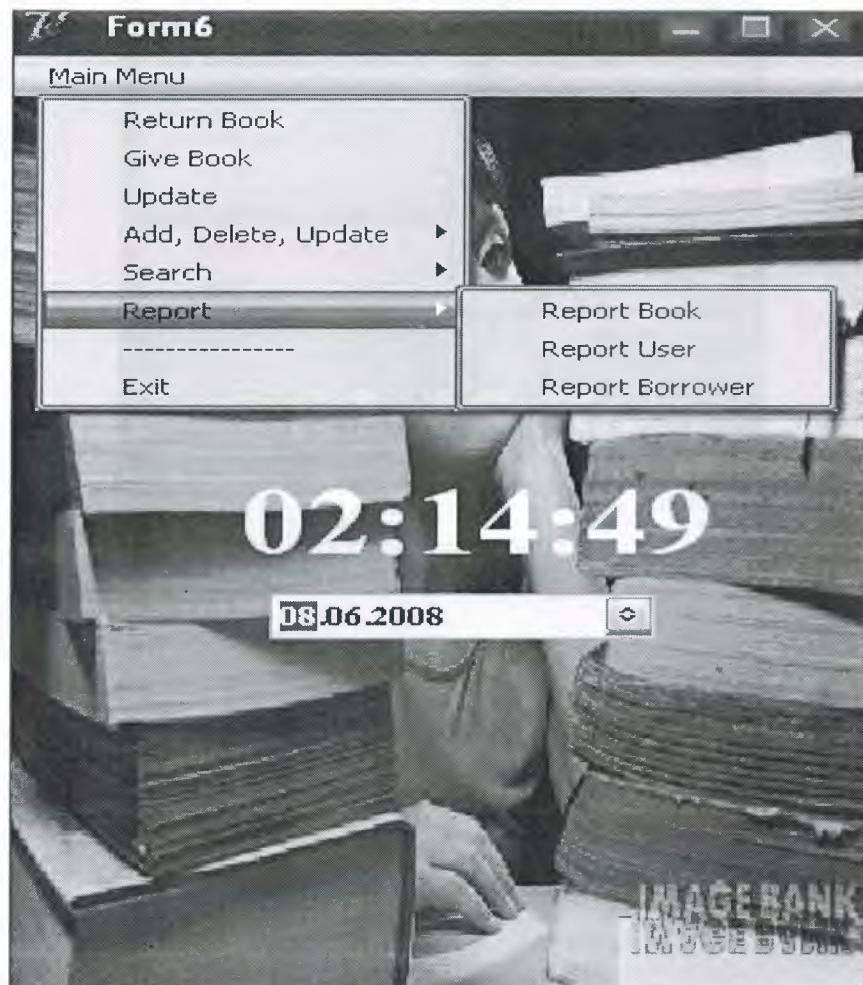 Form6
Main Menu
Return Book
Give Book
Update
Add, Delete, Update
Search
Report
Report Book
Report User
----------------
Exit
Report Borrower
02:14:49
08.06.2008
IMAGE BANK